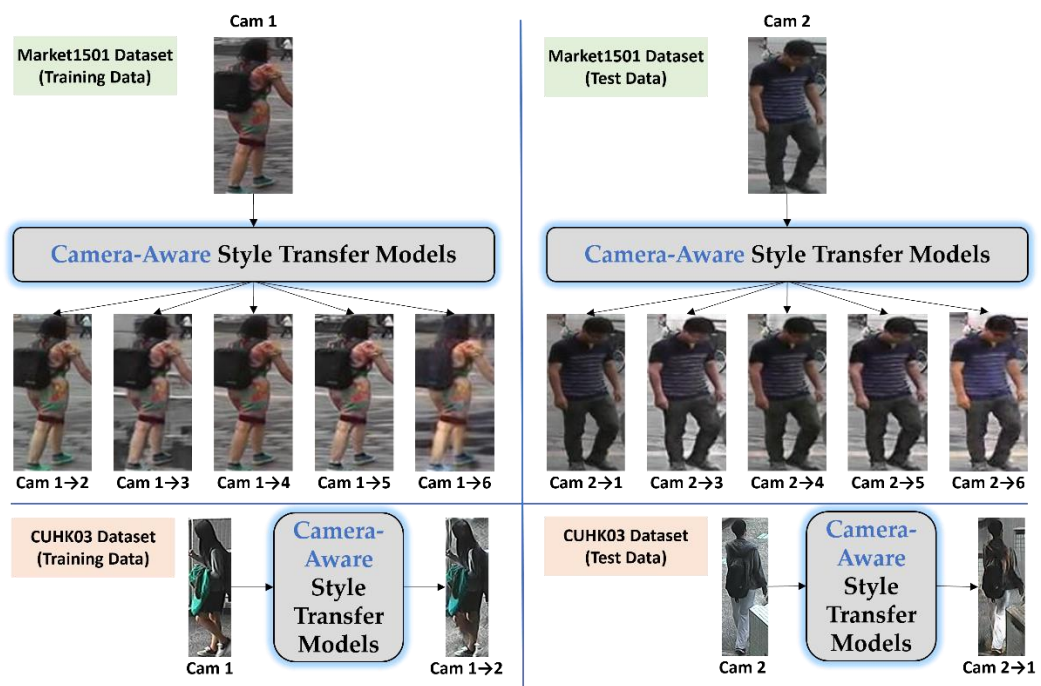 Cam 1
Market1501 Dataset
(Training Data)
Camera-Aware Style Transfer Models
Cam 1→2
Cam 1→3
Cam 1→4
Cam 1→5
Cam 1→6
Cam 2
Market1501 Dataset
(Test Data)
Camera-Aware Style Transfer Models
Cam 2→1
Cam 2→3
Cam 2→4
Cam 2→5
Cam 2→6
CUHK03 Dataset
(Training Data)
Cam 1
Camera-
Aware
Style
Transfer
Models
Cam 1→2
CUHK03 Dataset
(Test Data)
Cam 2
Camera-
Aware
Style
Transfer
Models
Cam 2→1